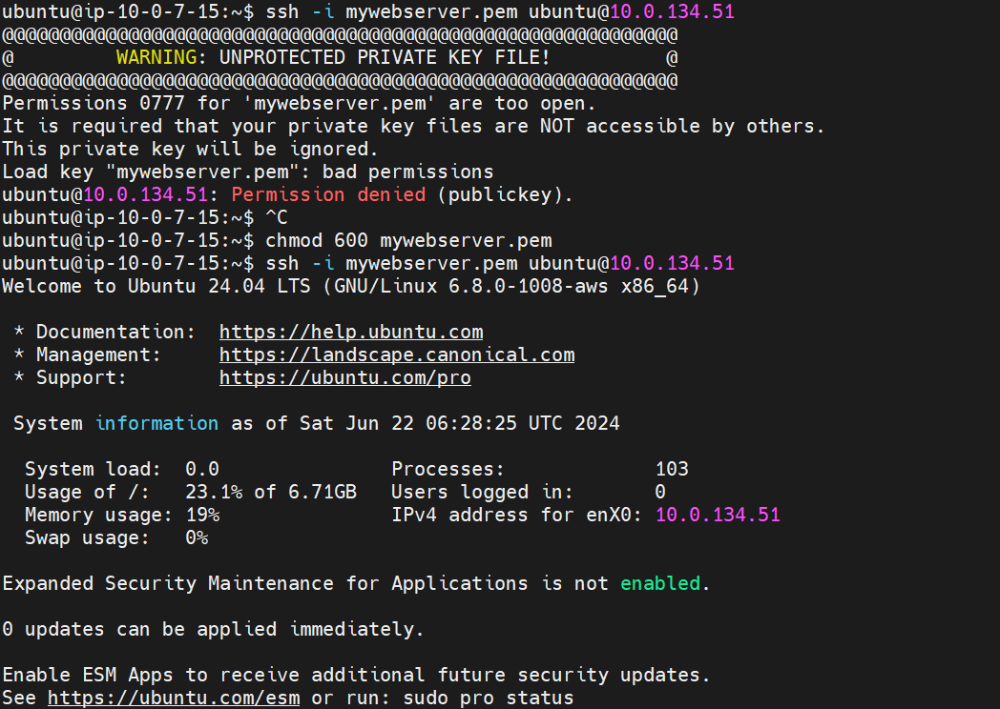 ubuntu@ip-10-0-7-15:~$ ssh -i mywebserver.pem ubuntu@10.0.134.51
@@@@@@@@@@@@@@@@@@@@@@@@@@@@@@@@@@@@@@@@@@@@@@@@@@@@@@@@@@@
@         WARNING: UNPROTECTED PRIVATE KEY FILE!          @
@@@@@@@@@@@@@@@@@@@@@@@@@@@@@@@@@@@@@@@@@@@@@@@@@@@@@@@@@@@
Permissions 0777 for 'mywebserver.pem' are too open.
It is required that your private key files are NOT accessible by others.
This private key will be ignored.
Load key "mywebserver.pem": bad permissions
ubuntu@10.0.134.51: Permission denied (publickey).
ubuntu@ip-10-0-7-15:~$ ^C
ubuntu@ip-10-0-7-15:~$ chmod 600 mywebserver.pem
ubuntu@ip-10-0-7-15:~$ ssh -i mywebserver.pem ubuntu@10.0.134.51
Welcome to Ubuntu 24.04 LTS (GNU/Linux 6.8.0-1008-aws x86_64)

 * Documentation:  https://help.ubuntu.com
 * Management:     https://landscape.canonical.com
 * Support:        https://ubuntu.com/pro

 System information as of Sat Jun 22 06:28:25 UTC 2024

  System load:  0.0               Processes:             103
  Usage of /:   23.1% of 6.71GB   Users logged in:       0
  Memory usage: 19%               IPv4 address for enX0: 10.0.134.51
  Swap usage:   0%

Expanded Security Maintenance for Applications is not enabled.

0 updates can be applied immediately.

Enable ESM Apps to receive additional future security updates.
See https://ubuntu.com/esm or run: sudo pro status